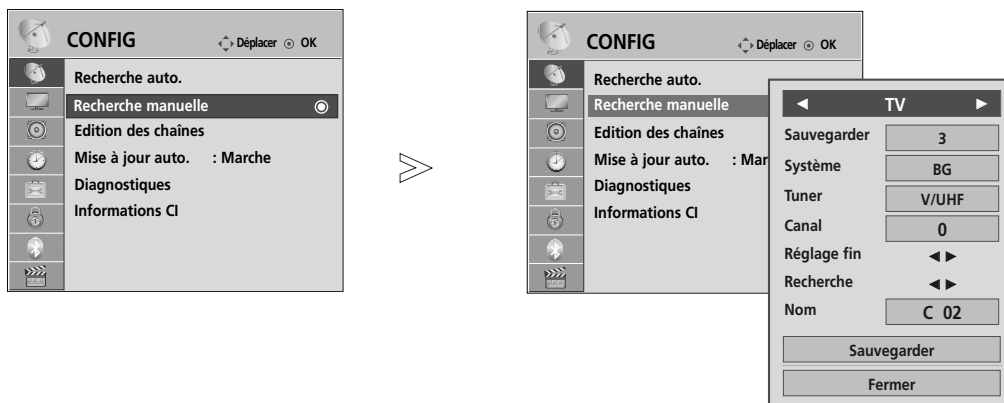 CONFIG Déplacer OK
Recherche auto.
Recherche manuelle
Edition des chaînes
Mise à jour auto. : Marche
Diagnostiques
Informations CI
CONFIG Déplacer OK
Recherche auto.
Recherche manuelle
Edition des chaînes
Mise à jour auto. : Mar
Diagnostiques
Informations CI
◄ TV ►
Sauvegarder 3
Système BG
Tuner V/UHF
Canal 0
Réglage fin ◄ ►
Recherche ◄ ►
Nom C 02
Sauvegarder
Fermer